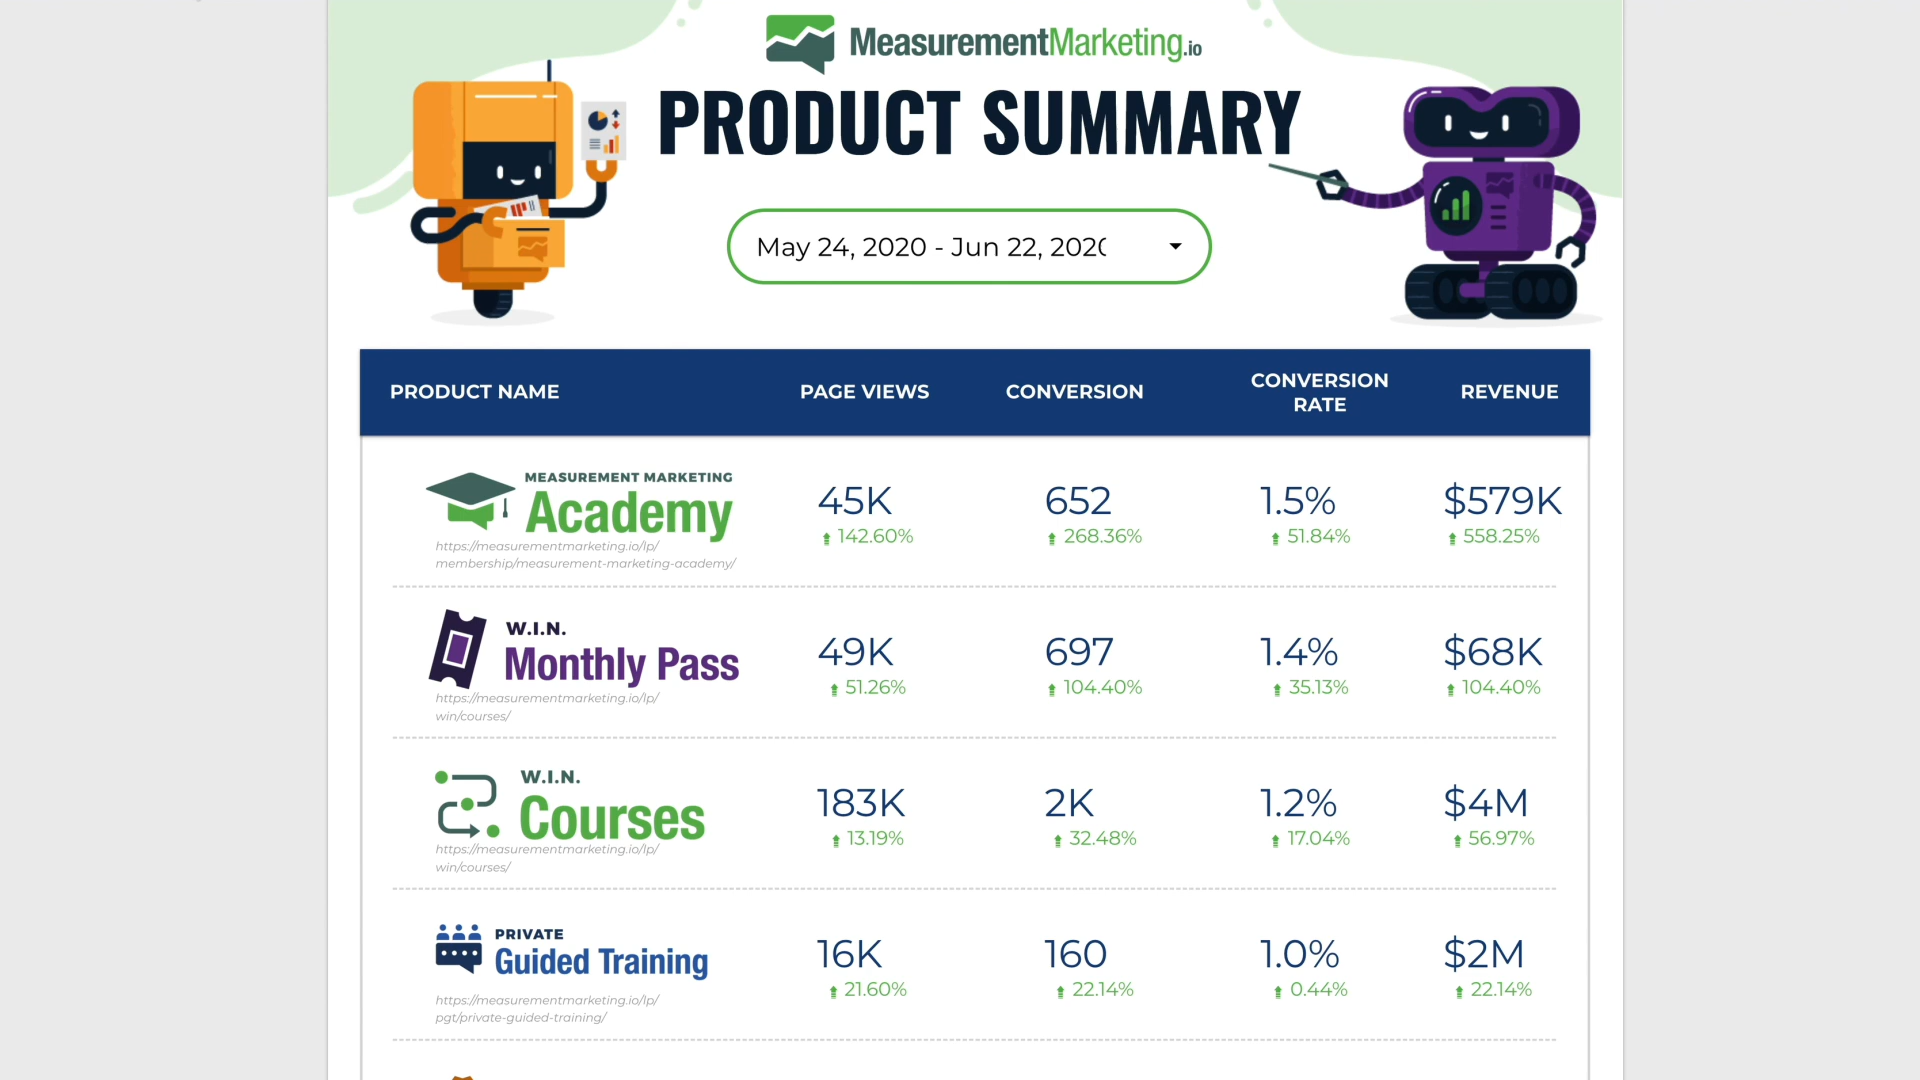 MeasurementMarketing.io
PRODUCT SUMMARY
May 24, 2020 - Jun 22, 2020
PRODUCT NAME
PAGE VIEWS
CONVERSION
CONVERSION
RATE
REVENUE
MEASUREMENT MARKETING
Academy
https://measurementmarketing.io/lp/
membership/measurement-marketing-academy/
45K
652
1.5%
$579K
142.60%
268.36%
51.84%
558.25%
W.I.N.
Monthly Pass
https://measurementmarketing.io/lp/
win/courses/
49K
697
1.4%
$68K
51.26%
104.40%
35.13%
104.40%
W.I.N.
Courses
https://measurementmarketing.io/lp/
win/courses/
183K
2K
1.2%
$4M
13.19%
32.48%
17.04%
56.97%
PRIVATE
Guided Training
https://measurementmarketing.io/lp/
pgt/private-guided-training/
16K
160
1.0%
$2M
21.60%
22.14%
0.44%
22.14%